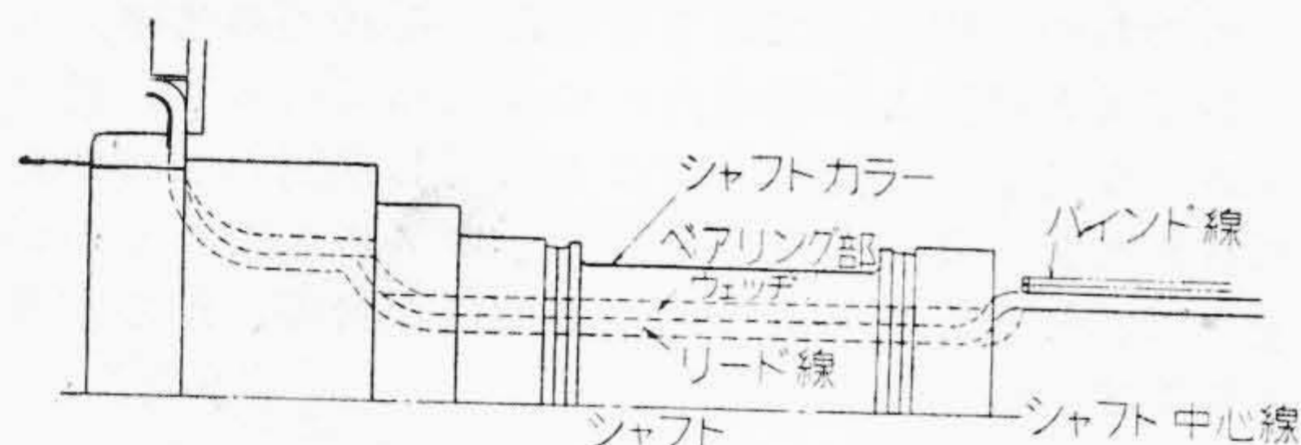 シャフトカラー
バインド線
ベアリング部
ウェッヂ
リード線
シャフト
シャフト中心線